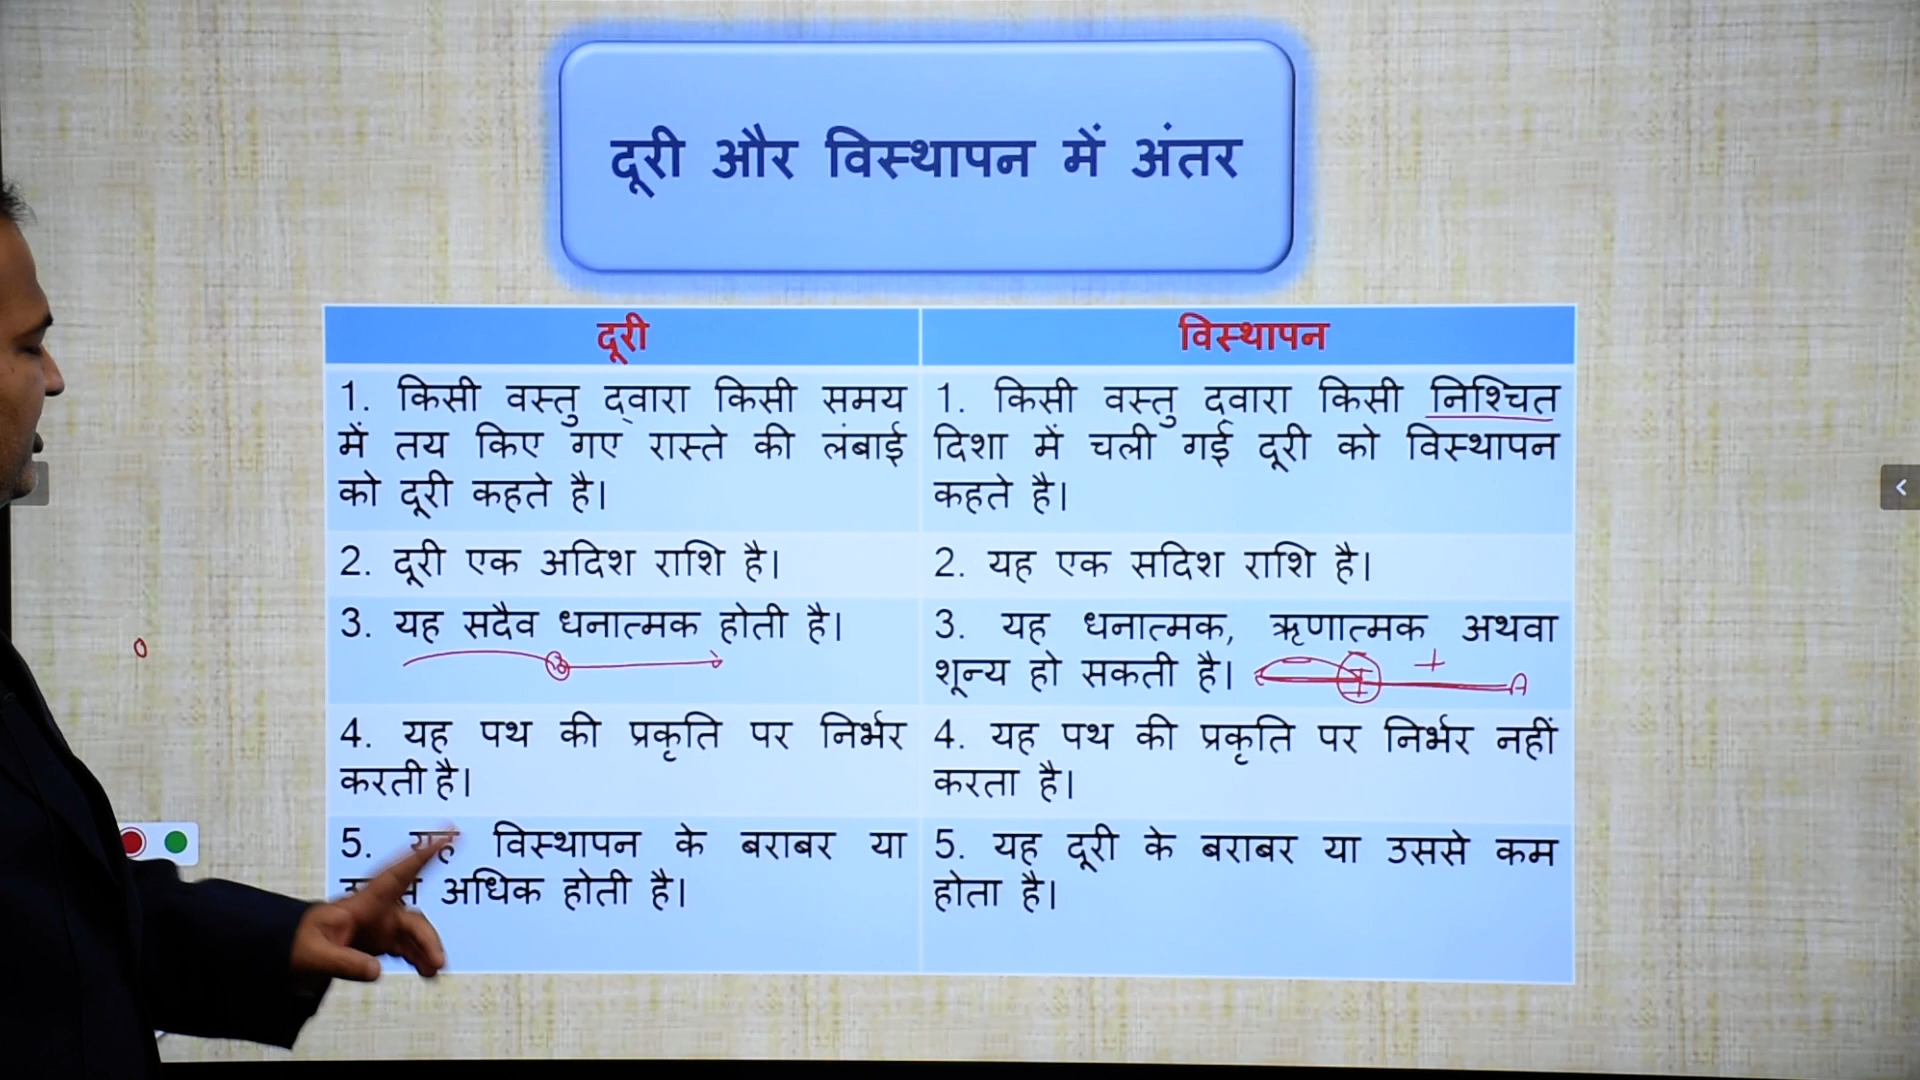 दूरी और विस्थापन में अंतर
दूरी
विस्थापन
1. किसी वस्तु द्वारा किसी समय
में तय किए गए रास्ते की लंबाई
को दूरी कहते है।
1. किसी वस्तु द्वारा किसी निश्चित
दिशा में चली गई दूरी को विस्थापन
कहते है।
2. दूरी एक अदिश राशि है।
2. यह एक सदिश राशि है।
3. यह सदैव धनात्मक होती है।
3. यह धनात्मक, ऋणात्मक अथवा
शून्य हो सकती है।
+
A
4. यह पथ की प्रकृति पर निर्भर
करती है।
4. यह पथ की प्रकृति पर निर्भर नहीं
करता है।
5. यह विस्थापन के बराबर या
अधिक होती है।
5. यह दूरी के बराबर या उससे कम
होता है।